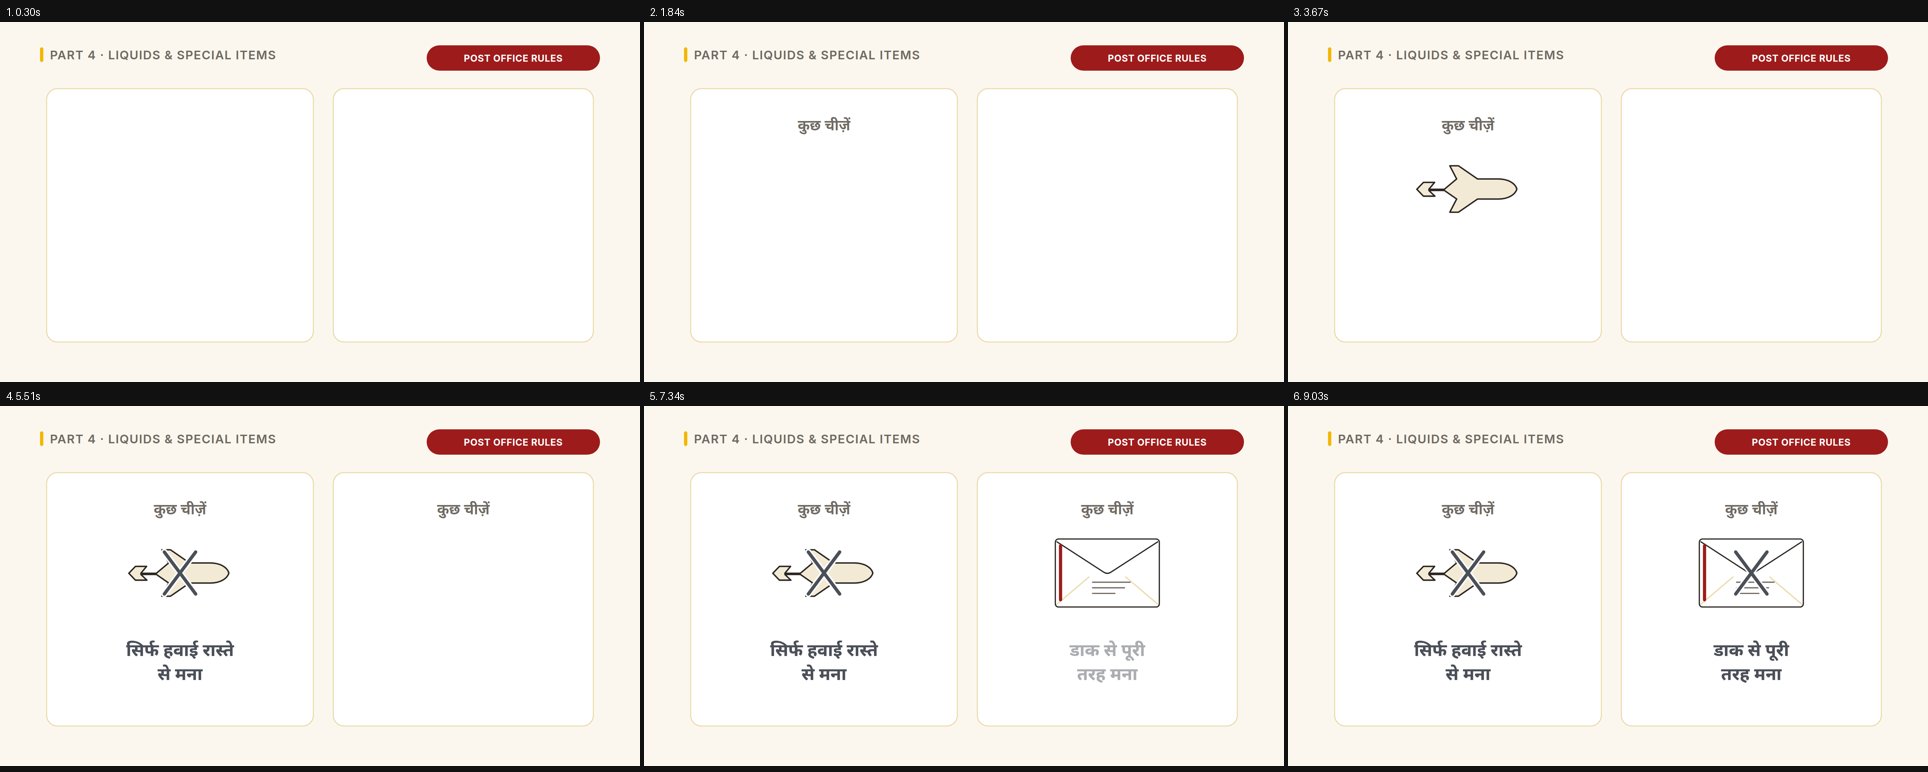 1. 0.30s
PART 4 · LIQUIDS & SPECIAL ITEMS
POST OFFICE RULES
2. 1.84s
PART 4 · LIQUIDS & SPECIAL ITEMS
POST OFFICE RULES
कुछ चीज़ें
3. 3.67s
PART 4 · LIQUIDS & SPECIAL ITEMS
POST OFFICE RULES
कुछ चीज़ें
4. 5.51s
PART 4 · LIQUIDS & SPECIAL ITEMS
POST OFFICE RULES
कुछ चीज़ें
सिर्फ हवाई रास्ते
से मना
कुछ चीज़ें
5. 7.34s
PART 4 · LIQUIDS & SPECIAL ITEMS
POST OFFICE RULES
कुछ चीज़ें
सिर्फ हवाई रास्ते
से मना
कुछ चीज़ें
डाक से पूरी
तरह मना
6. 9.03s
PART 4 · LIQUIDS & SPECIAL ITEMS
POST OFFICE RULES
कुछ चीज़ें
सिर्फ हवाई रास्ते
से मना
कुछ चीज़ें
डाक से पूरी
तरह मना